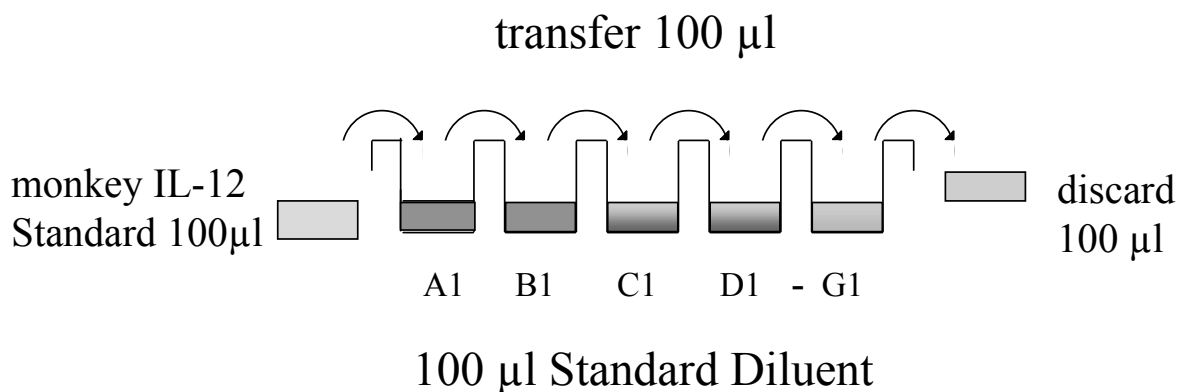 transfer 100 µl
monkey IL-12
Standard 100µl
discard
100 µl
A1 B1 C1 D1 - G1
100 µl Standard Diluent